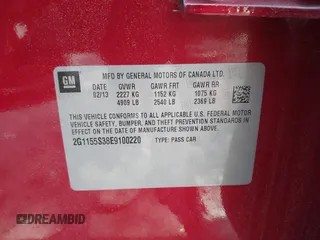 GM
MFD BY GENERAL MOTORS OF CANADA LTD.
DATE GVWR GAWR FRT GAWR RR
02/13 2227 KG 1152 KG 1075 KG
4909 LB 2540 LB 2369 LB
THIS VEHICLE CONFORMS TO ALL APPLICABLE U.S. FEDERAL MOTOR
VEHICLE SAFETY, BUMPER, AND THEFT PREVENTION STANDARDS
IN EFFECT ON THE DATE OF MANUFACTURE SHOWN ABOVE.
2G1155S38E9100220 TYPE: PASS CAR
DREAMBID